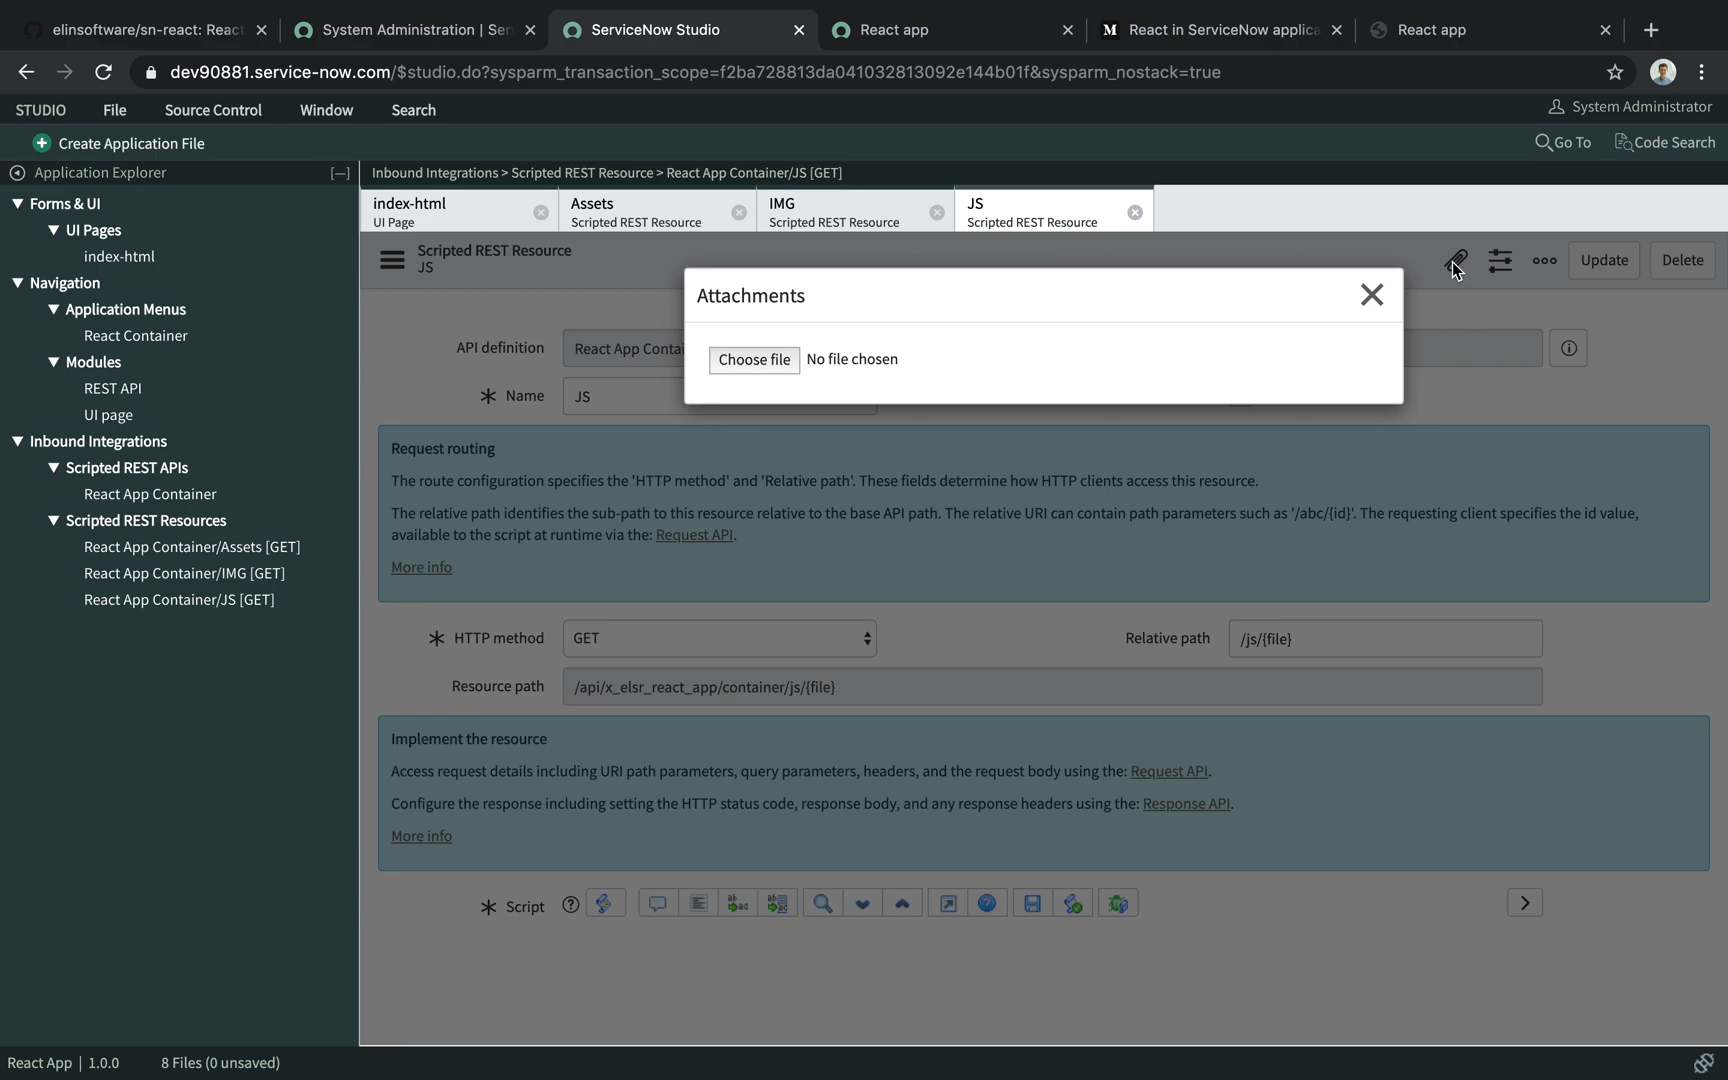 elinsoftware/sn-react: React
System Administration | Ser
ServiceNow Studio
React app
M React in ServiceNow applica
React app
dev90881.service-now.com/$studio.do?sysparm_transaction_scope=f2ba728813da041032813092e144b01f&sysparm_nostack=true
STUDIO File Source Control Window Search
System Administrator
Create Application File
Go To
Code Search
Application Explorer [—]
Inbound Integrations > Scripted REST Resource > React App Container/JS [GET]
Forms & UI
UI Pages
index-html
Navigation
Application Menus
React Container
Modules
REST API
UI page
Inbound Integrations
Scripted REST APIs
React App Container
Scripted REST Resources
React App Container/Assets [GET]
React App Container/IMG [GET]
React App Container/JS [GET]
index-html
UI Page
Assets
Scripted REST Resource
IMG
Scripted REST Resource
JS
Scripted REST Resource
Scripted REST Resource
JS
Update
Delete
Attachments
Choose file No file chosen
API definition React App Contai
Name JS
Request routing
The route configuration specifies the 'HTTP method' and 'Relative path'. These fields determine how HTTP clients access this resource.
The relative path identifies the sub-path to this resource relative to the base API path. The relative URI can contain path parameters such as '/abc/{id}'. The requesting client specifies the id value,
available to the script at runtime via the: Request API.
More info
HTTP method GET
Relative path /js/{file}
Resource path /api/x_elsr_react_app/container/js/{file}
Implement the resource
Access request details including URI path parameters, query parameters, headers, and the request body using the: Request API.
Configure the response including setting the HTTP status code, response body, and any response headers using the: Response API.
More info
Script
React App | 1.0.0
8 Files (0 unsaved)